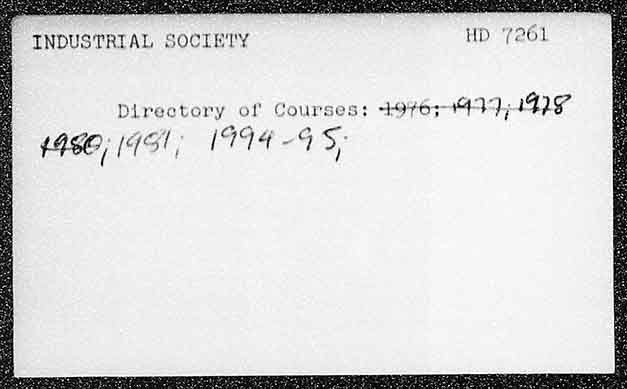 INDUSTRIAL SOCIETY HD 7261
Directory of Courses: 1976; 1977; 1978
1980; 1981; 1994-95;